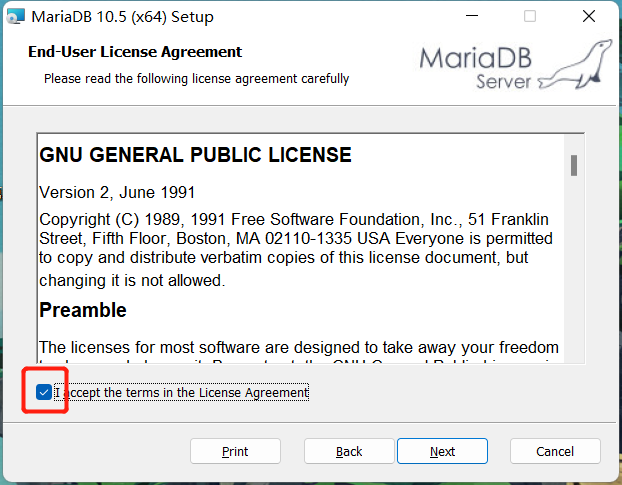 MariaDB 10.5 (x64) Setup
End-User License Agreement
Please read the following license agreement carefully
MariaDB
Server
GNU GENERAL PUBLIC LICENSE
Version 2, June 1991
Copyright (C) 1989, 1991 Free Software Foundation, Inc., 51 Franklin
Street, Fifth Floor, Boston, MA 02110-1335 USA Everyone is permitted
to copy and distribute verbatim copies of this license document, but
changing it is not allowed.
Preamble
The licenses for most software are designed to take away your freedom
I accept the terms in the License Agreement
Print
Back
Next
Cancel